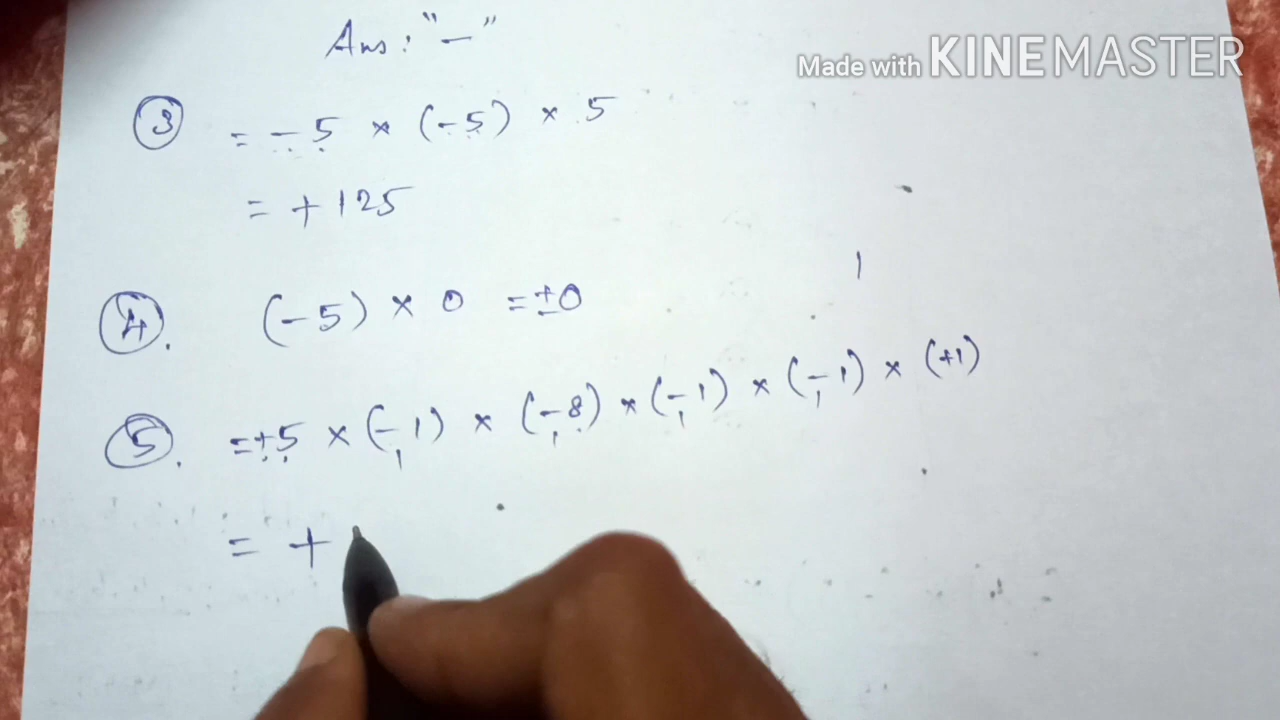 Ans: "—"
Made with KINEMASTER
③ = -5 × (-5) × 5
= +125
④. (-5) × 0 = ±0
⑤. = +5 × (-1) × (-8) × (-1) × (-1) × (+1)
= +